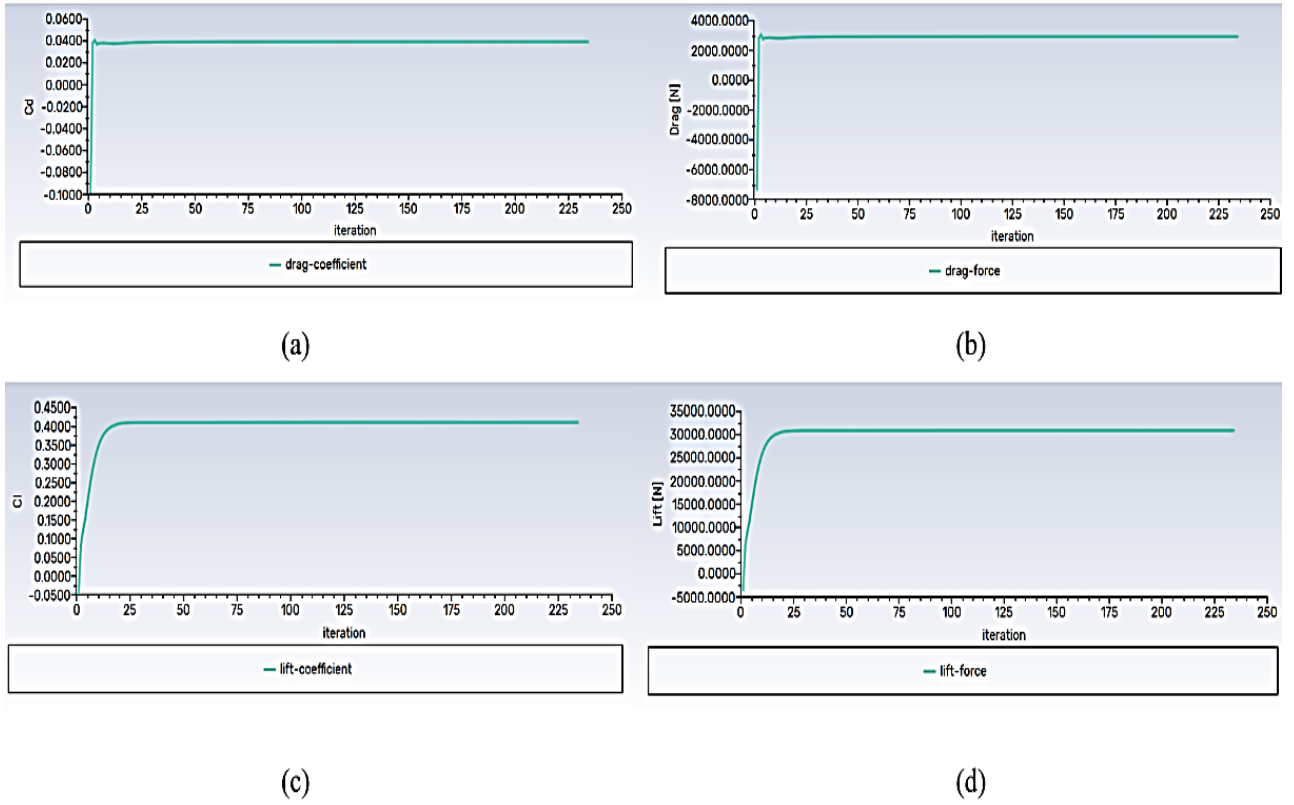 0.0600
0.0400
0.0200
0.0000
-0.0200
-0.0400
-0.0600
-0.0800
-0.1000
Cd
0 25 50 75 100 125 150 175 200 225 250
iteration
drag-coefficient
(a)
4000.0000
2000.0000
0.0000
-2000.0000
-4000.0000
-6000.0000
-8000.0000
Drag [N]
0 25 50 75 100 125 150 175 200 225 250
iteration
drag-force
(b)
0.4500
0.4000
0.3500
0.3000
0.2500
0.2000
0.1500
0.1000
0.0500
0.0000
-0.0500
Cl
0 25 50 75 100 125 150 175 200 225 250
iteration
lift-coefficient
(c)
35000.0000
30000.0000
25000.0000
20000.0000
15000.0000
10000.0000
5000.0000
0.0000
-5000.0000
Lift [N]
0 25 50 75 100 125 150 175 200 225 250
iteration
lift-force
(d)